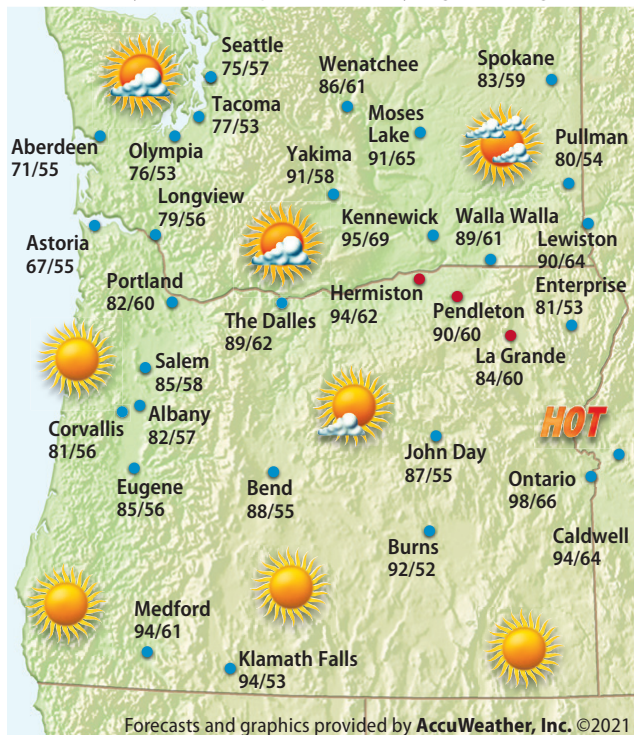 Seattle
75/57
Wenatchee
86/61
Spokane
83/59
Tacoma
77/53
Moses
Lake
91/65
Aberdeen
71/55
Olympia
76/53
Yakima
91/58
Pullman
80/54
Longview
79/56
Kennewick
95/69
Walla Walla
89/61
Lewiston
90/64
Astoria
67/55
Portland
82/60
The Dalles
89/62
Hermiston
94/62
Pendleton
90/60
Enterprise
81/53
La Grande
84/60
Salem
85/58
Albany
82/57
Corvallis
81/56
HOT
John Day
87/55
Ontario
98/66
Eugene
85/56
Bend
88/55
Burns
92/52
Caldwell
94/64
Medford
94/61
Klamath Falls
94/53
Forecasts and graphics provided by AccuWeather, Inc. ©2021